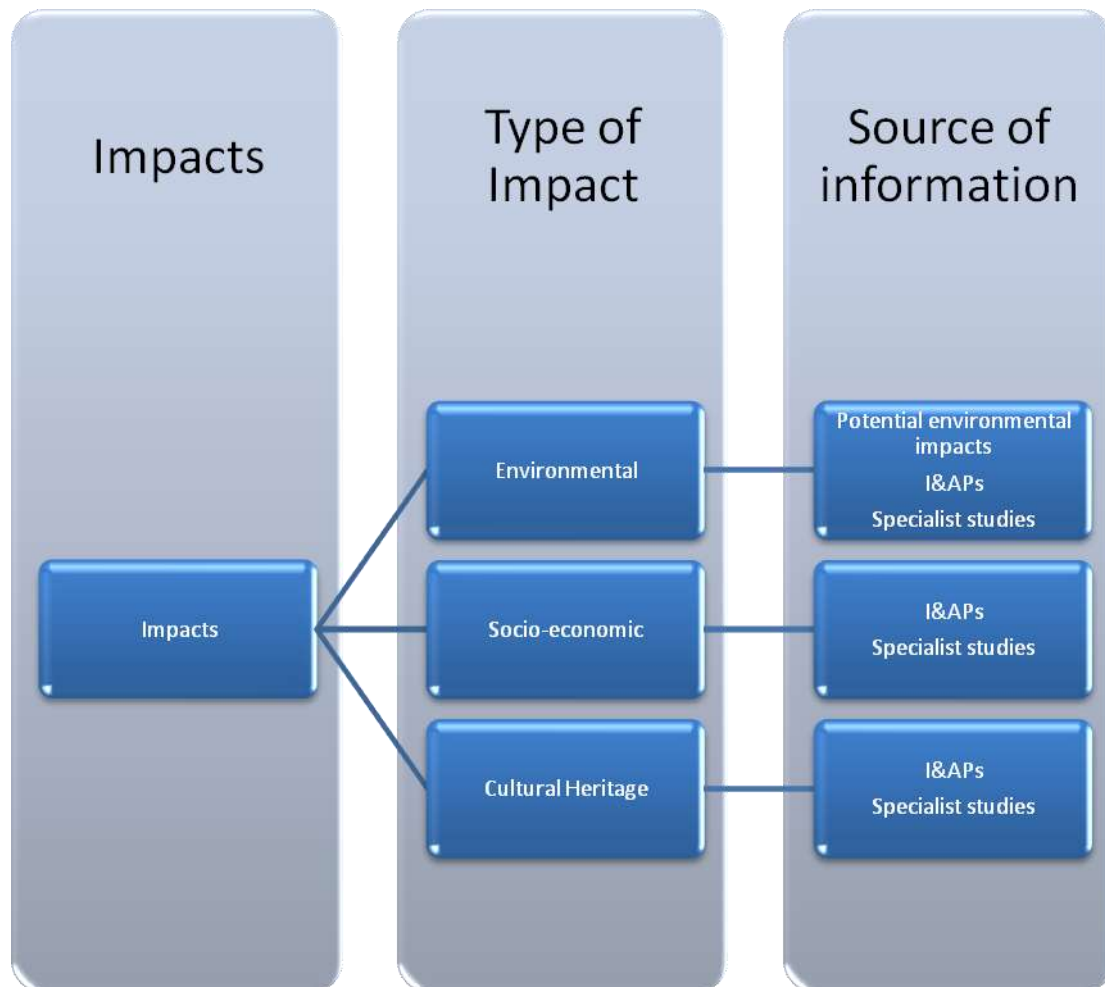 Impacts
Type of
Impact
Source of
information
Impacts
Environmental
Socio-economic
Cultural Heritage
Potential environmental
impacts
I&APs
Specialist studies
I&APs
Specialist studies
I&APs
Specialist studies